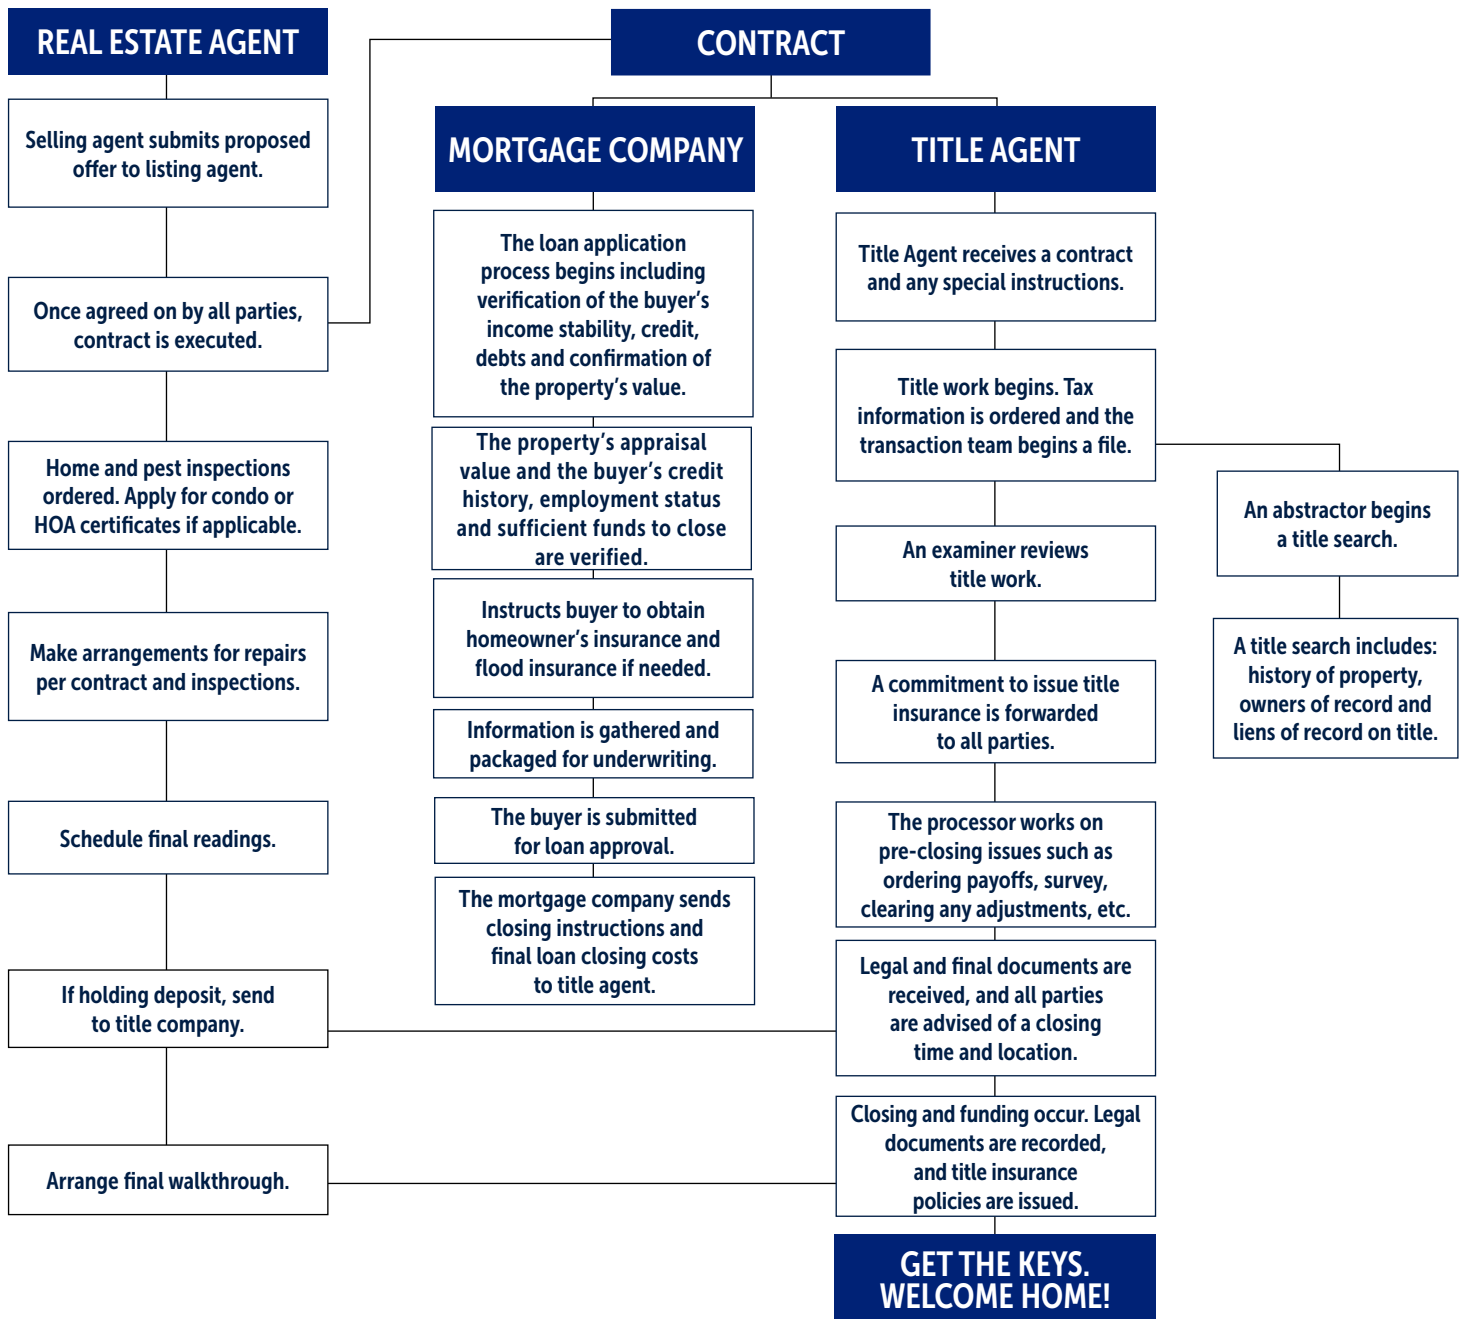 REAL ESTATE AGENT
Selling agent submits proposed
offer to listing agent.
Once agreed on by all parties,
contract is executed.
Home and pest inspections
ordered. Apply for condo or
HOA certificates if applicable.
Make arrangements for repairs
per contract and inspections.
Schedule final readings.
If holding deposit, send
to title company.
Arrange final walkthrough.
CONTRACT
MORTGAGE COMPANY
The loan application
process begins including
verification of the buyer’s
income stability, credit,
debts and confirmation of
the property’s value.
The property’s appraisal
value and the buyer’s credit
history, employment status
and sufficient funds to close
are verified.
Instructs buyer to obtain
homeowner’s insurance and
flood insurance if needed.
Information is gathered and
packaged for underwriting.
The buyer is submitted
for loan approval.
The mortgage company sends
closing instructions and
final loan closing costs
to title agent.
TITLE AGENT
Title Agent receives a contract
and any special instructions.
Title work begins. Tax
information is ordered and the
transaction team begins a file.
An examiner reviews
title work.
A commitment to issue title
insurance is forwarded
to all parties.
The processor works on
pre-closing issues such as
ordering payoffs, survey,
clearing any adjustments, etc.
Legal and final documents are
received, and all parties
are advised of a closing
time and location.
Closing and funding occur. Legal
documents are recorded,
and title insurance
policies are issued.
GET THE KEYS.
WELCOME HOME!
An abstractor begins
a title search.
A title search includes:
history of property,
owners of record and
liens of record on title.